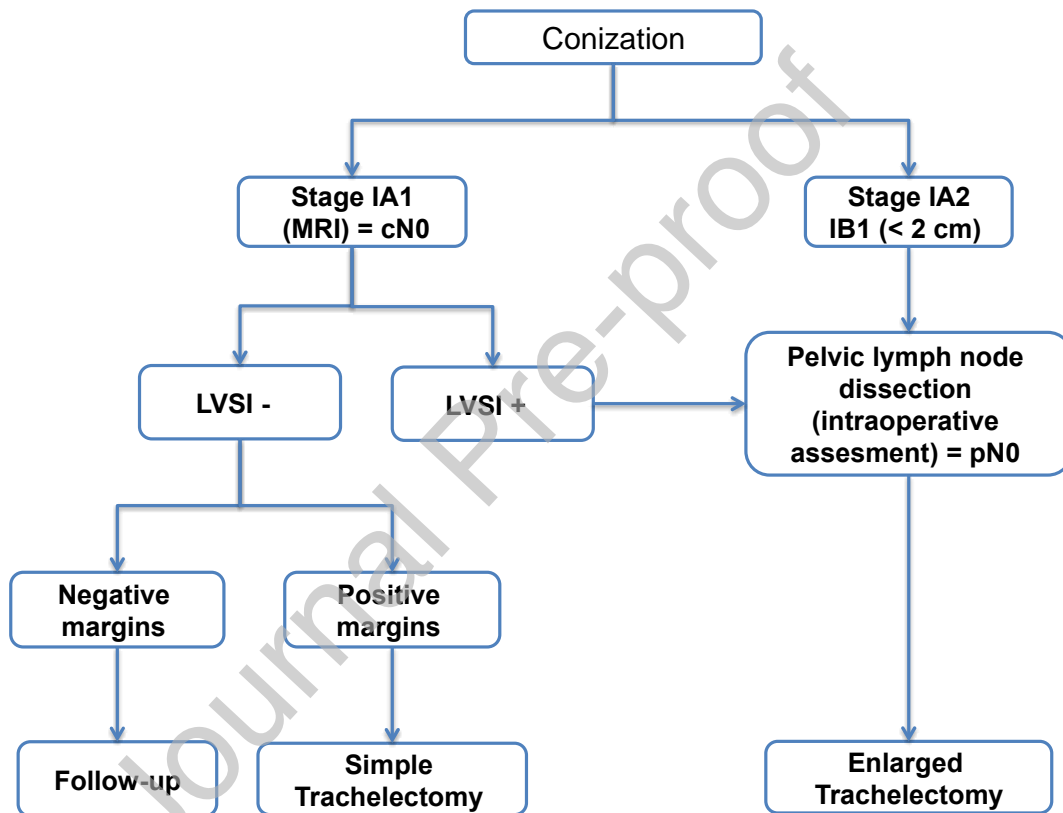 Conization
Stage IA1
(MRI) = cN0
Stage IA2
IB1 (< 2 cm)
LVSI -
LVSI +
Pelvic lymph node
dissection
(intraoperative
assesment) = pN0
Negative
margins
Positive
margins
Follow-up
Simple
Trachelectomy
Enlarged
Trachelectomy
Journal Pre-proof